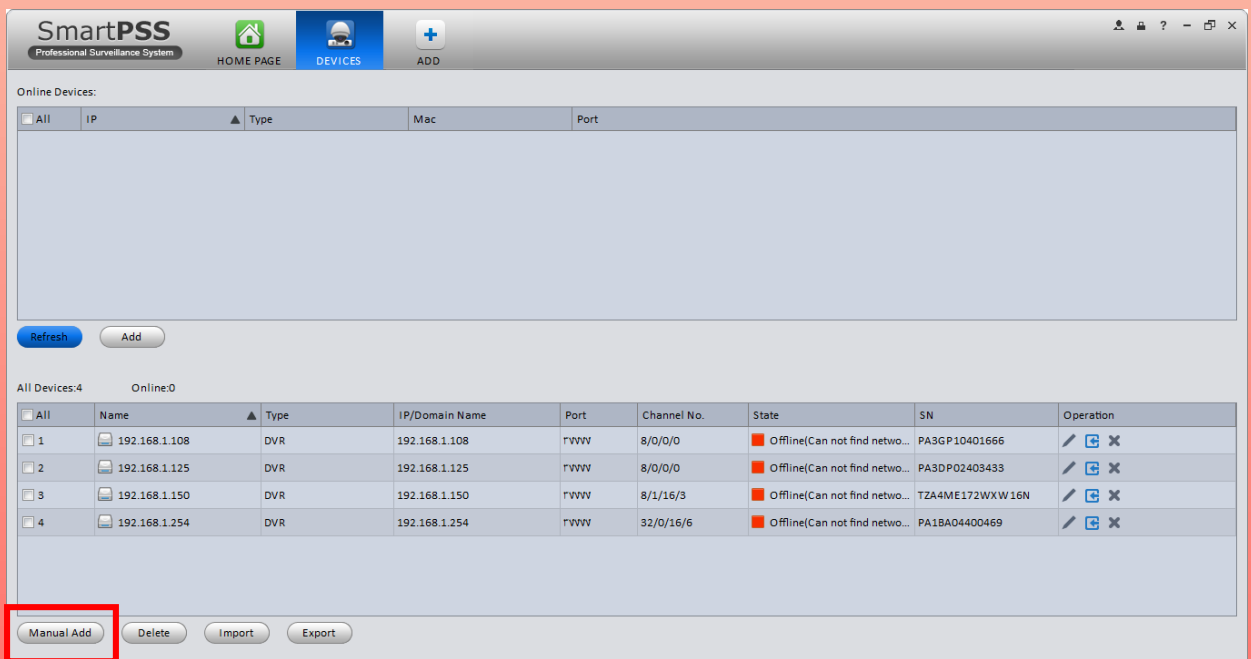 SmartPSS
Professional Surveillance System
HOME PAGE
DEVICES
ADD
?
Online Devices:
All IP Type Mac Port
Refresh Add
All Devices:4 Online:0
All Name Type IP/Domain Name Port Channel No. State SN Operation
1 192.168.1.108 DVR 192.168.1.108 ۳۷۷۷۷ 8/0/0/0 Offline(Can not find netwo... PA3GP10401666
2 192.168.1.125 DVR 192.168.1.125 ۳۷۷۷۷ 8/0/0/0 Offline(Can not find netwo... PA3DP02403433
3 192.168.1.150 DVR 192.168.1.150 ۳۷۷۷۷ 8/1/16/3 Offline(Can not find netwo... TZA4ME172WXW16N
4 192.168.1.254 DVR 192.168.1.254 ۳۷۷۷۷ 32/0/16/6 Offline(Can not find netwo... PA1BA04400469
Manual Add Delete Import Export